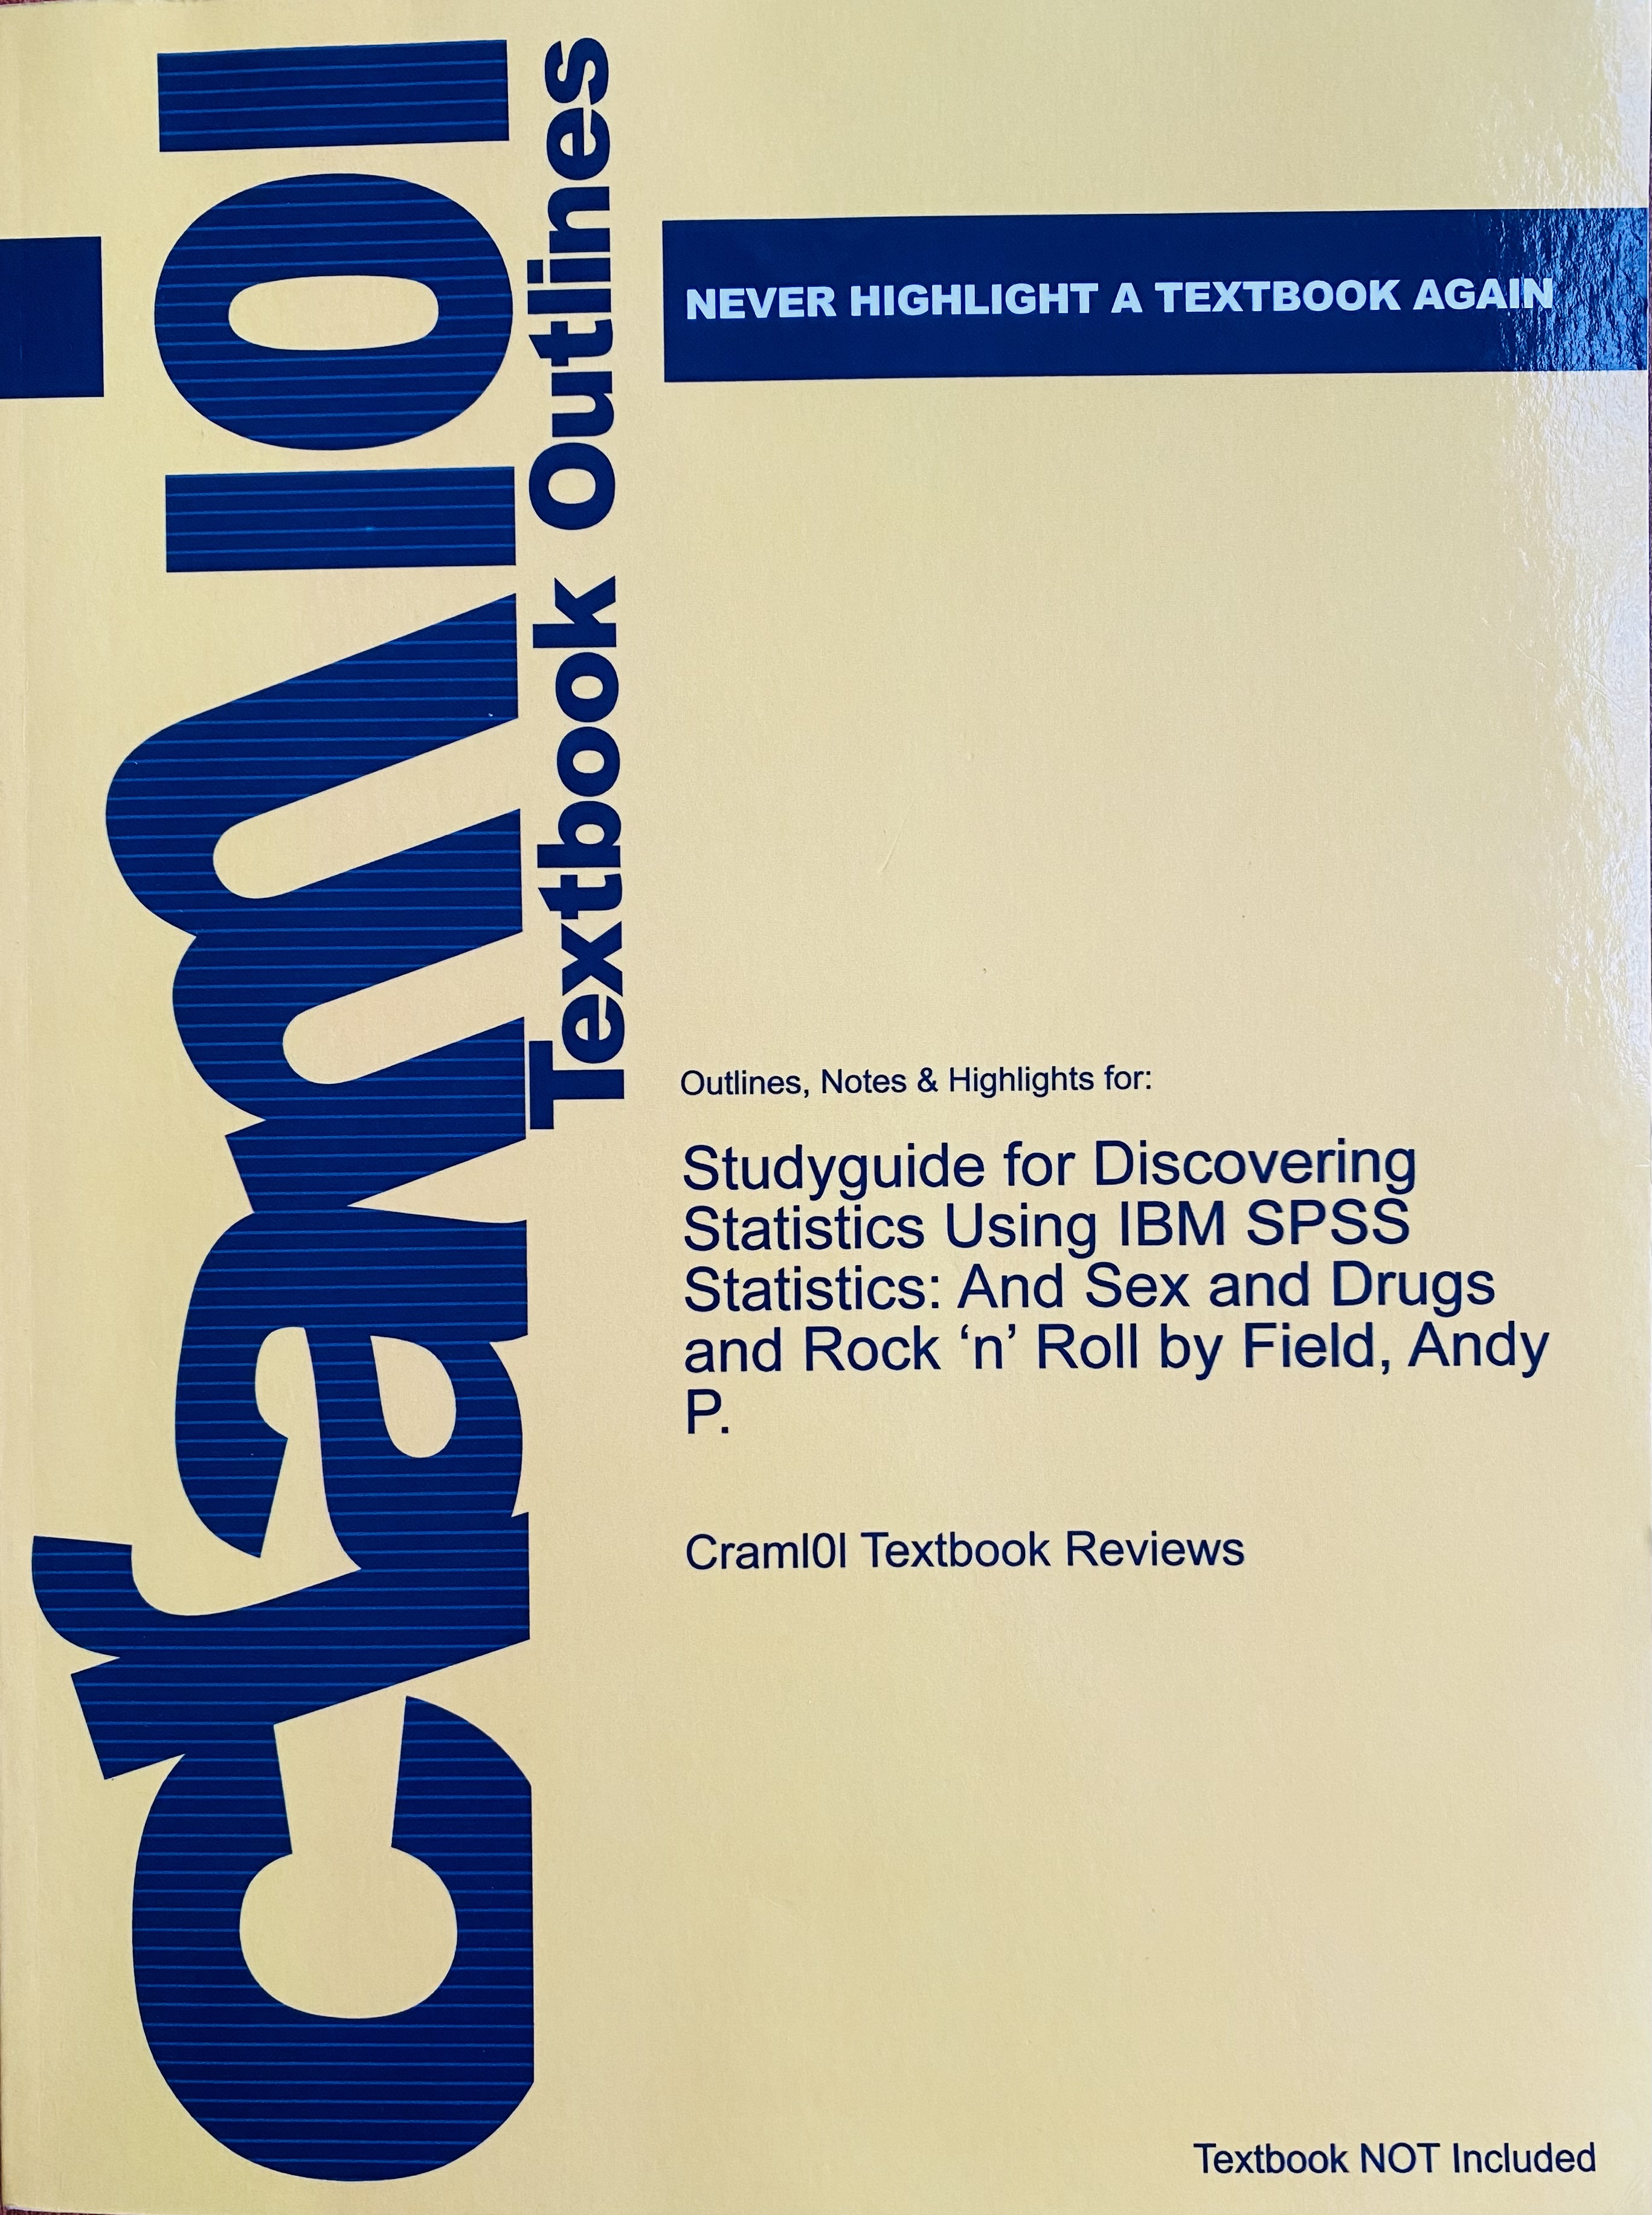 cram101
Textbook Outlines
NEVER HIGHLIGHT A TEXTBOOK AGAIN
Outlines, Notes & Highlights for:
Studyguide for Discovering
Statistics Using IBM SPSS
Statistics: And Sex and Drugs
and Rock ‘n’ Roll by Field, Andy
P.
Craml0l Textbook Reviews
Textbook NOT Included